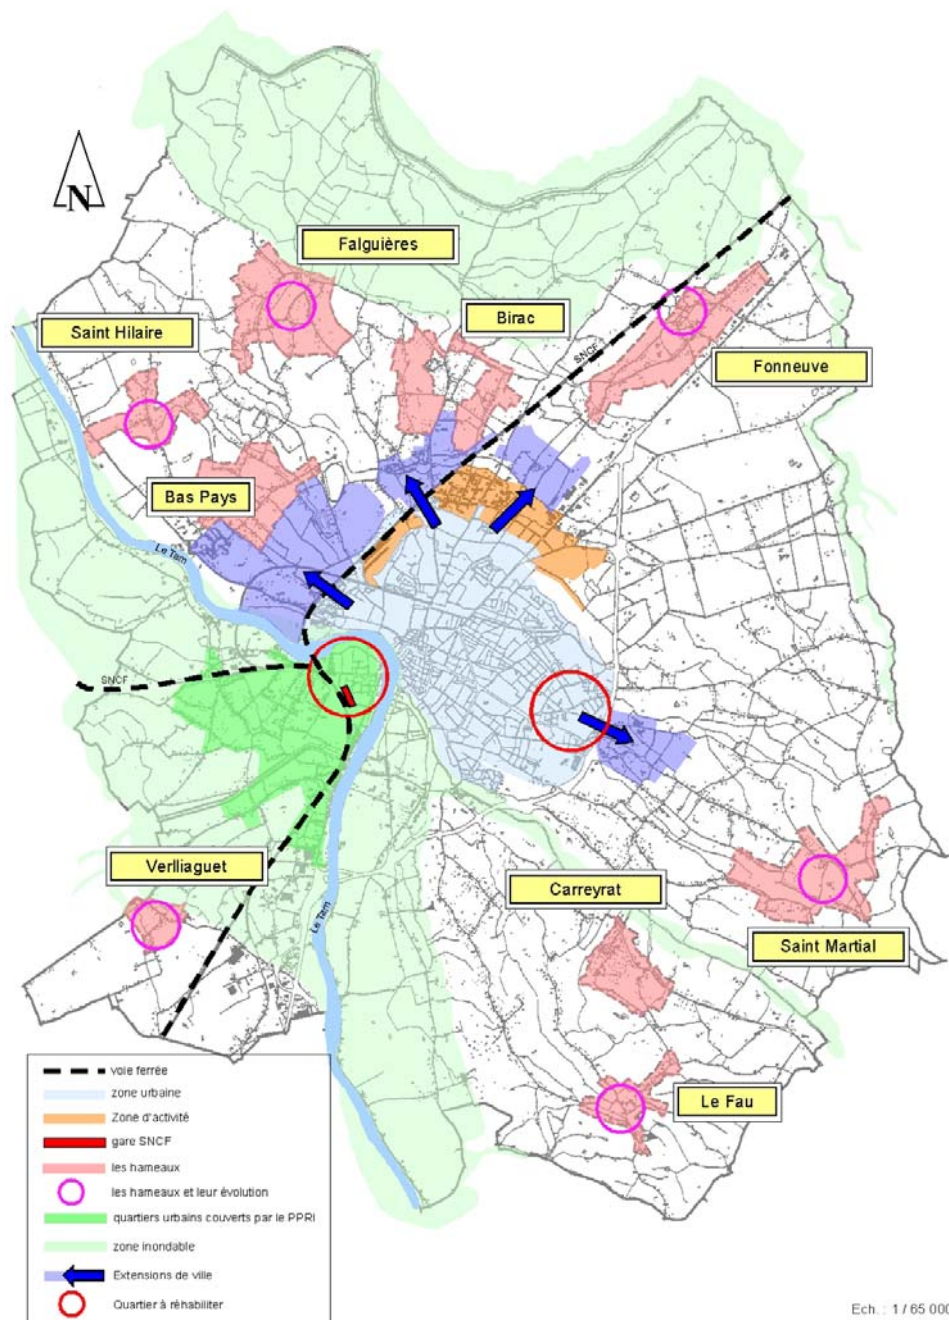 N
Falguières
Birac
Saint Hilaire
SNCF
Fonneuve
Bas Pays
Le Tarn
SNCF
Verlliaguet
Carreyrat
Le Tarn
Saint Martial
Le Fau
voie ferrée
zone urbaine
Zone d'activité
gare SNCF
les hameaux
les hameaux et leur évolution
quartiers urbains couverts par le PPRI
zone inondable
Extensions de ville
Quartier à réhabiliter
Ech. : 1 / 65 000